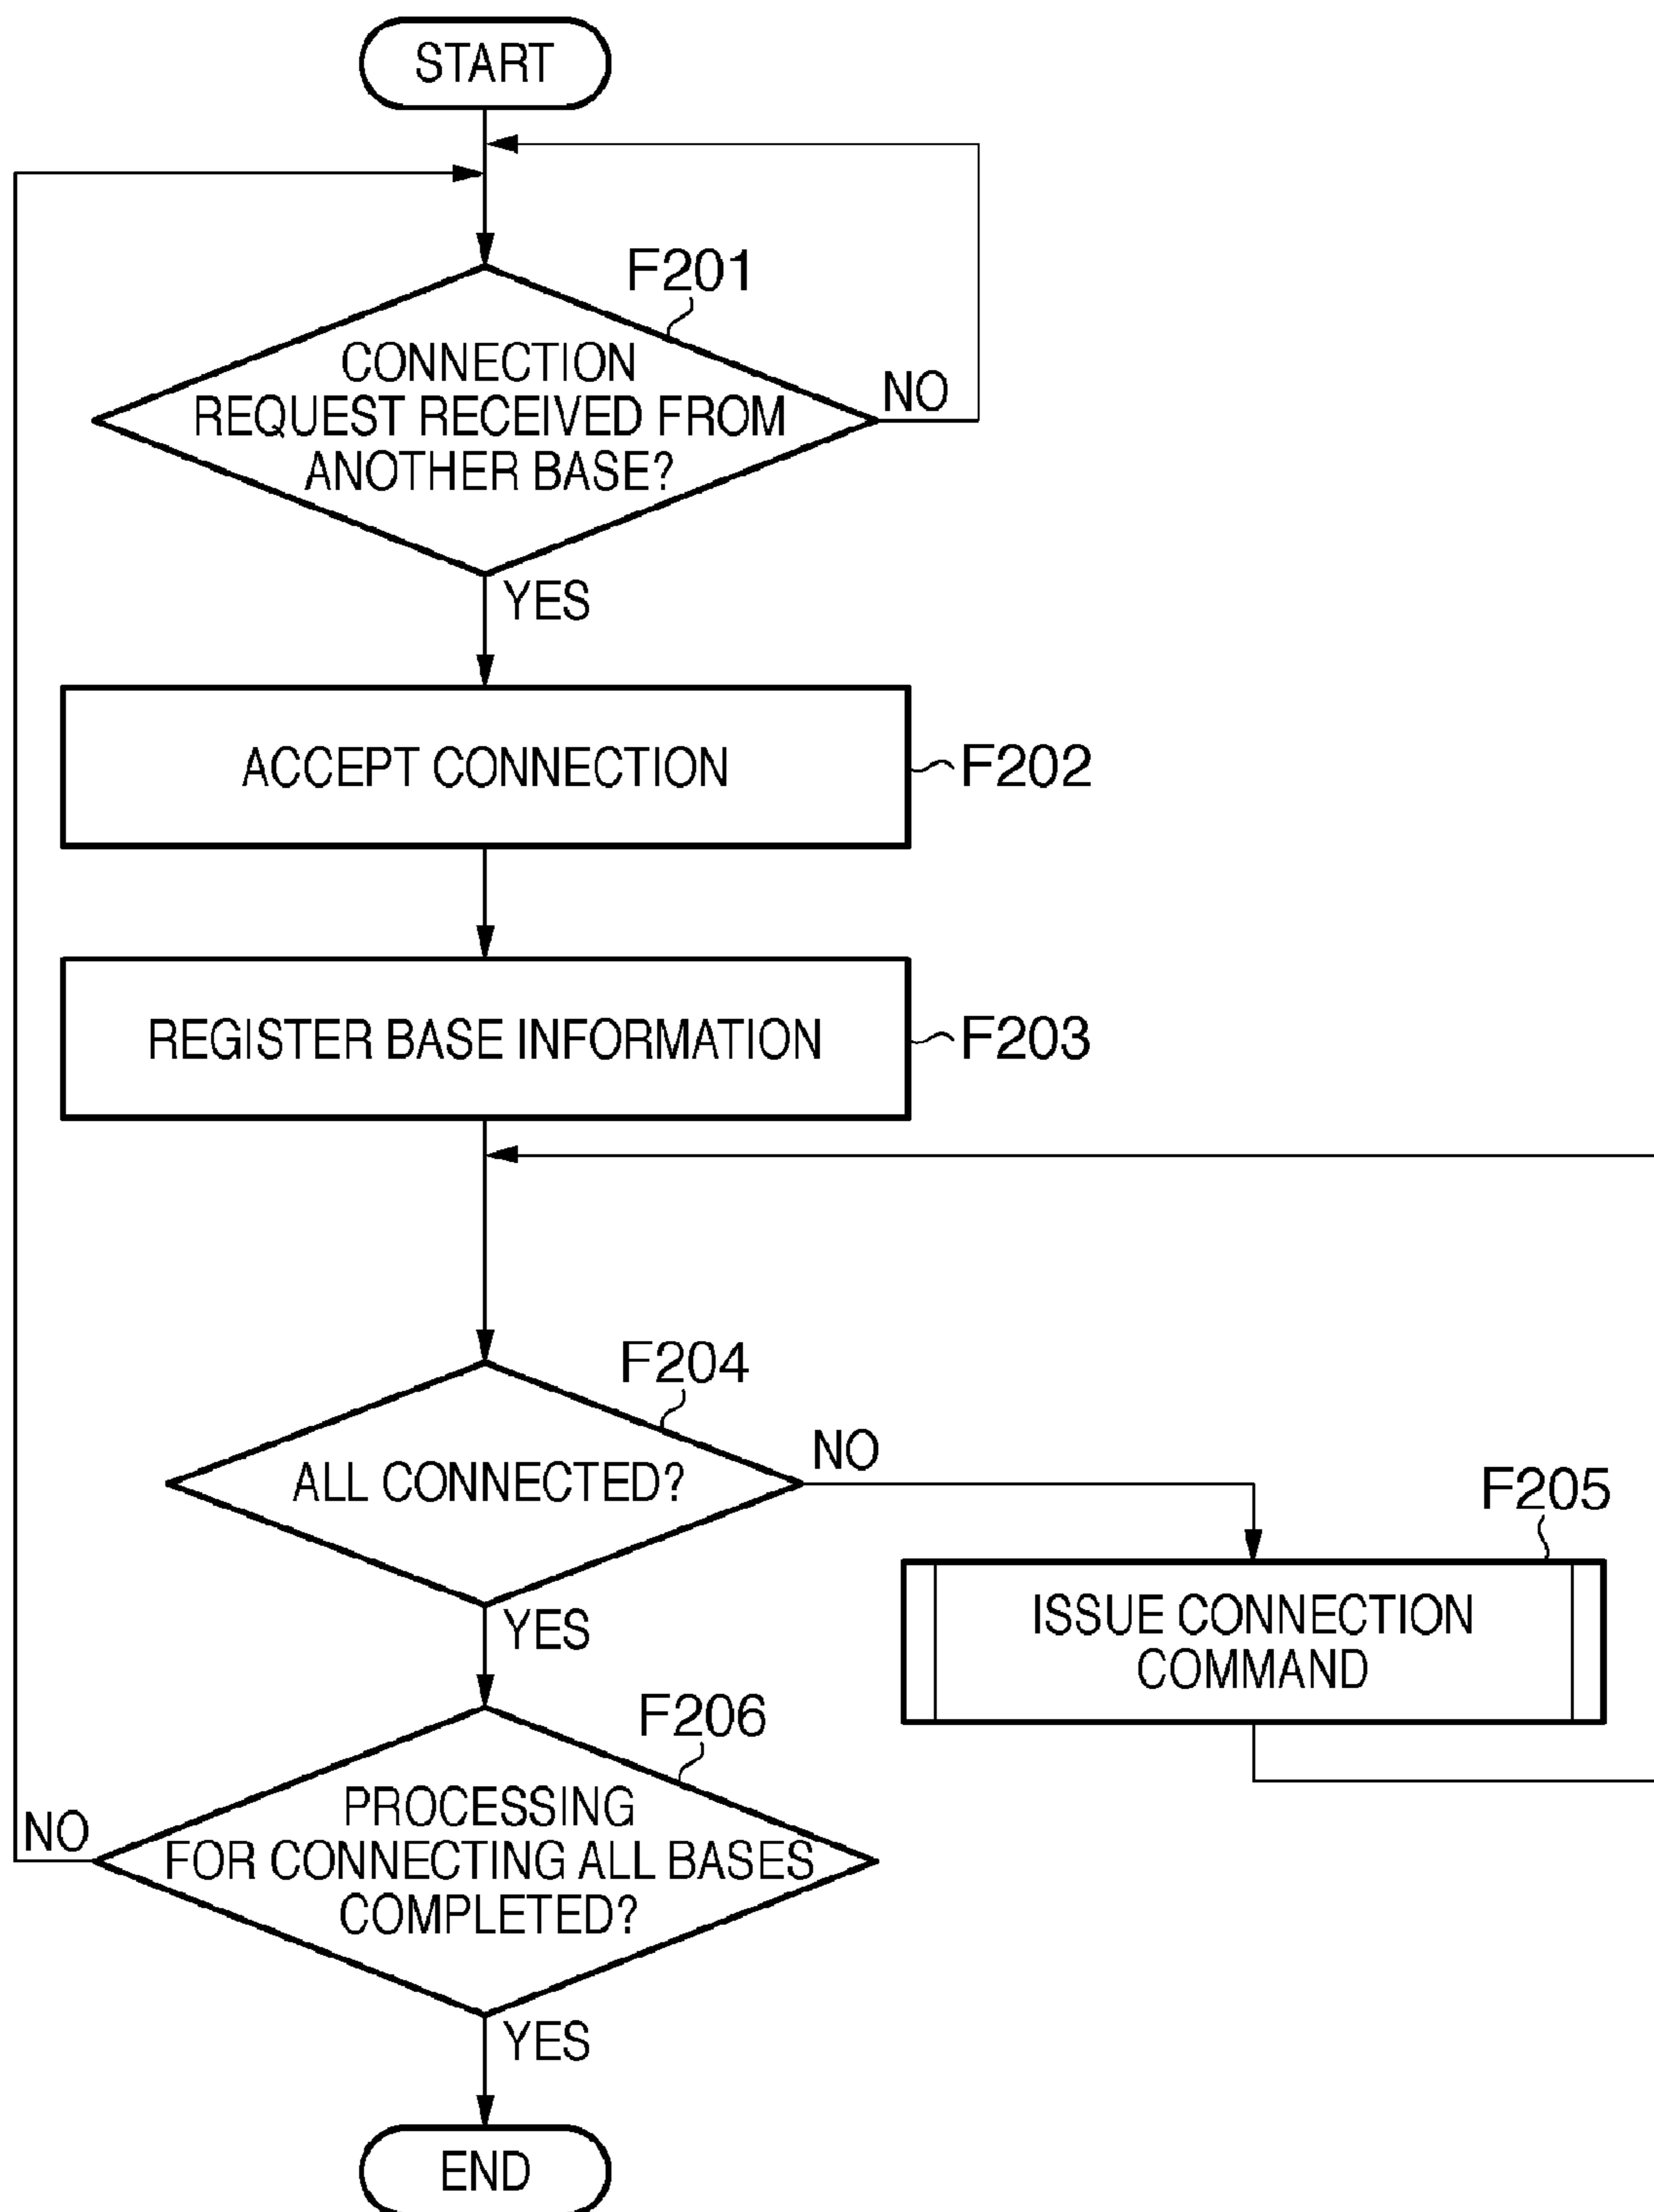 START
F201
CONNECTION
REQUEST RECEIVED FROM
ANOTHER BASE?
NO
YES
ACCEPT CONNECTION
F202
REGISTER BASE INFORMATION
F203
F204
ALL CONNECTED?
NO
F205
ISSUE CONNECTION
COMMAND
YES
F206
PROCESSING
FOR CONNECTING ALL BASES
COMPLETED?
NO
YES
END